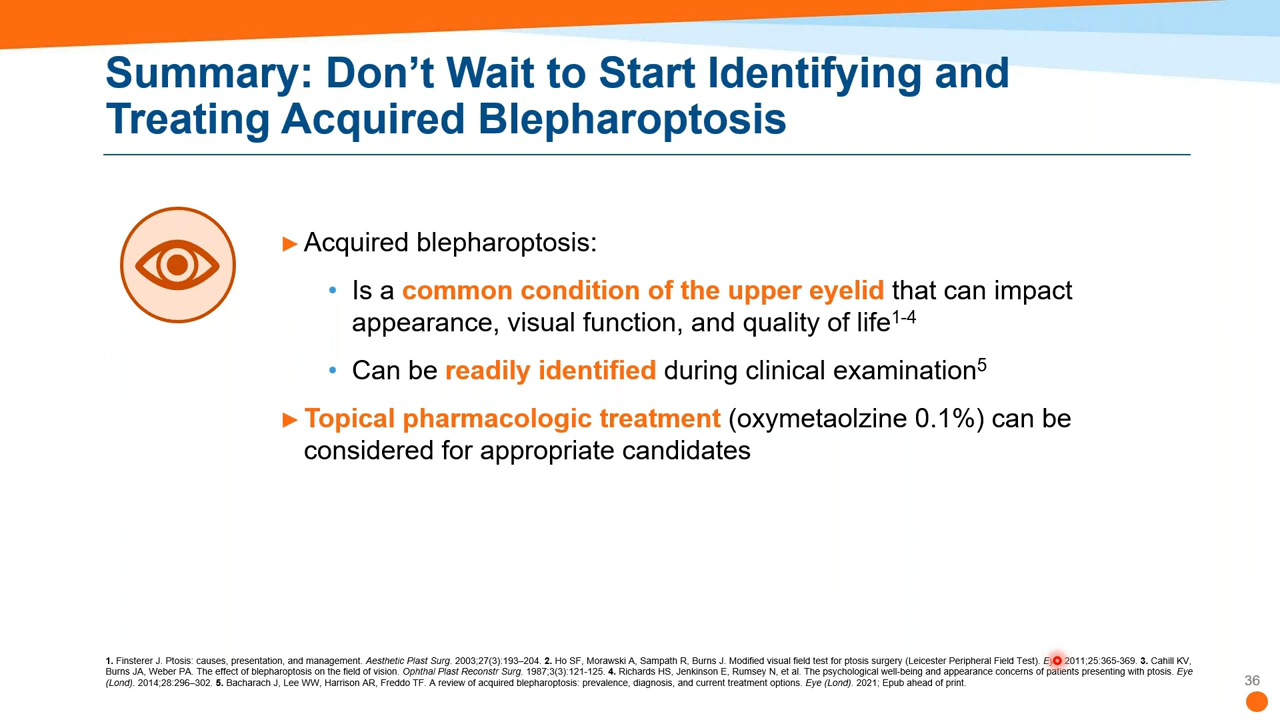 Summary: Don’t Wait to Start Identifying and
Treating Acquired Blepharoptosis
►Acquired blepharoptosis:
• Is a common condition of the upper eyelid that can impact
appearance, visual function, and quality of life1-4
• Can be readily identified during clinical examination5
►Topical pharmacologic treatment (oxymetaolzine 0.1%) can be
considered for appropriate candidates
1. Finsterer J. Ptosis: causes, presentation, and management. Aesthetic Plast Surg. 2003;27(3):193–204. 2. Ho SF, Morawski A, Sampath R, Burns J. Modified visual field test for ptosis surgery (Leicester Peripheral Field Test). 2011;25:365-369. 3. Cahill KV,
Burns JA, Weber PA. The effect of blepharoptosis on the field of vision. Ophthal Plast Reconstr Surg. 1987;3(3):121-125. 4. Richards HS, Jenkinson E, Rumsey N, et al. The psychological well-being and appearance concerns of patients presenting with ptosis. Eye
(Lond). 2014;28:296–302. 5. Bacharach J, Lee WW, Harrison AR, Freddo TF. A review of acquired blepharoptosis: prevalence, diagnosis, and current treatment options. Eye (Lond). 2021; Epub ahead of print.
36